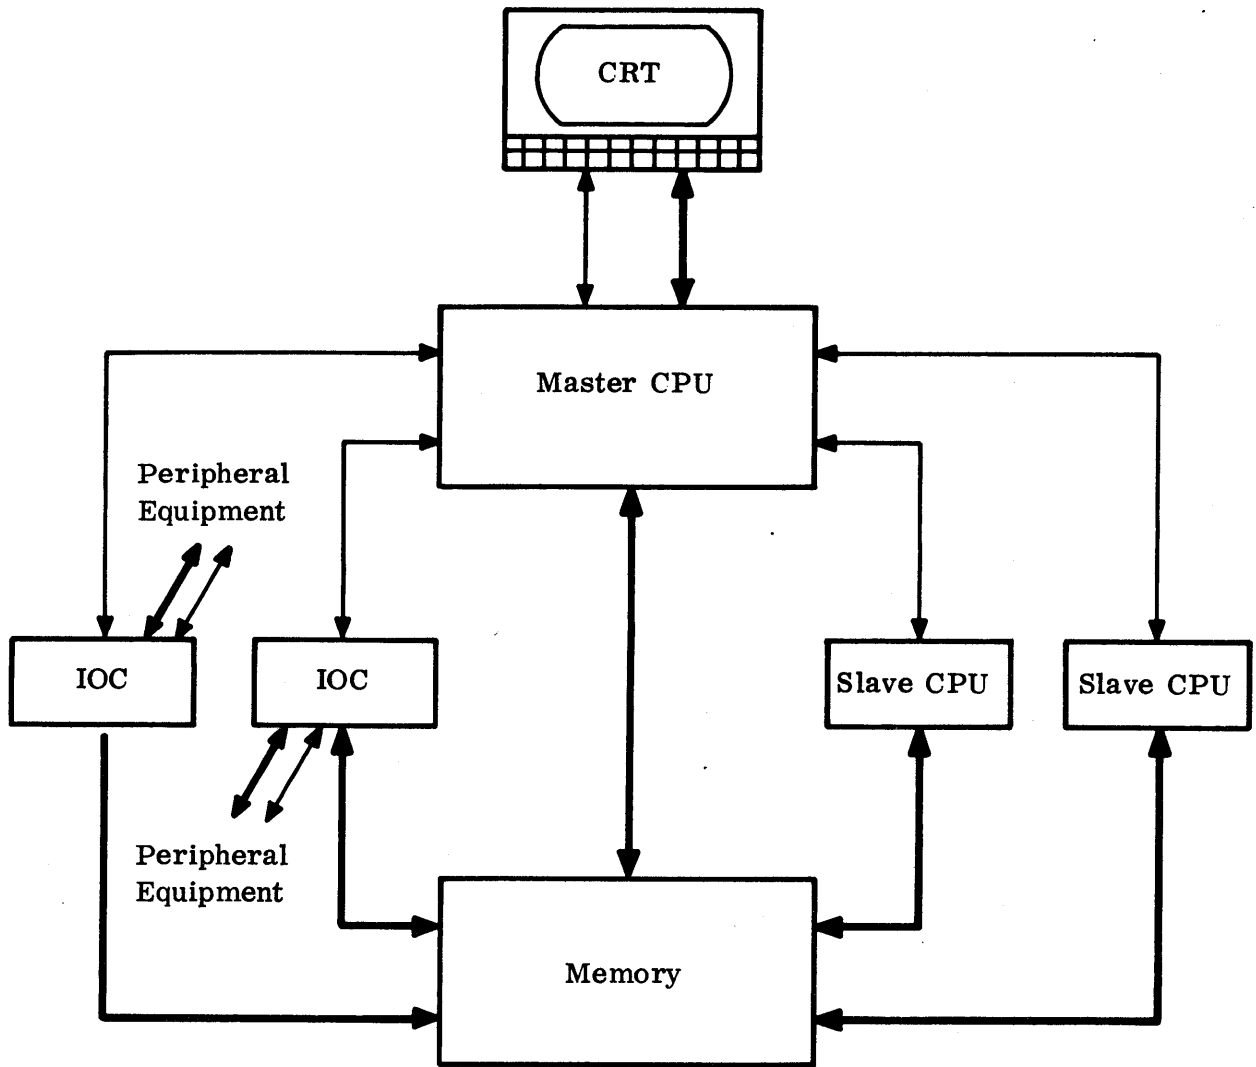 CRT
Master CPU
Peripheral
Equipment
IOC
IOC
Slave CPU
Slave CPU
Peripheral
Equipment
Memory